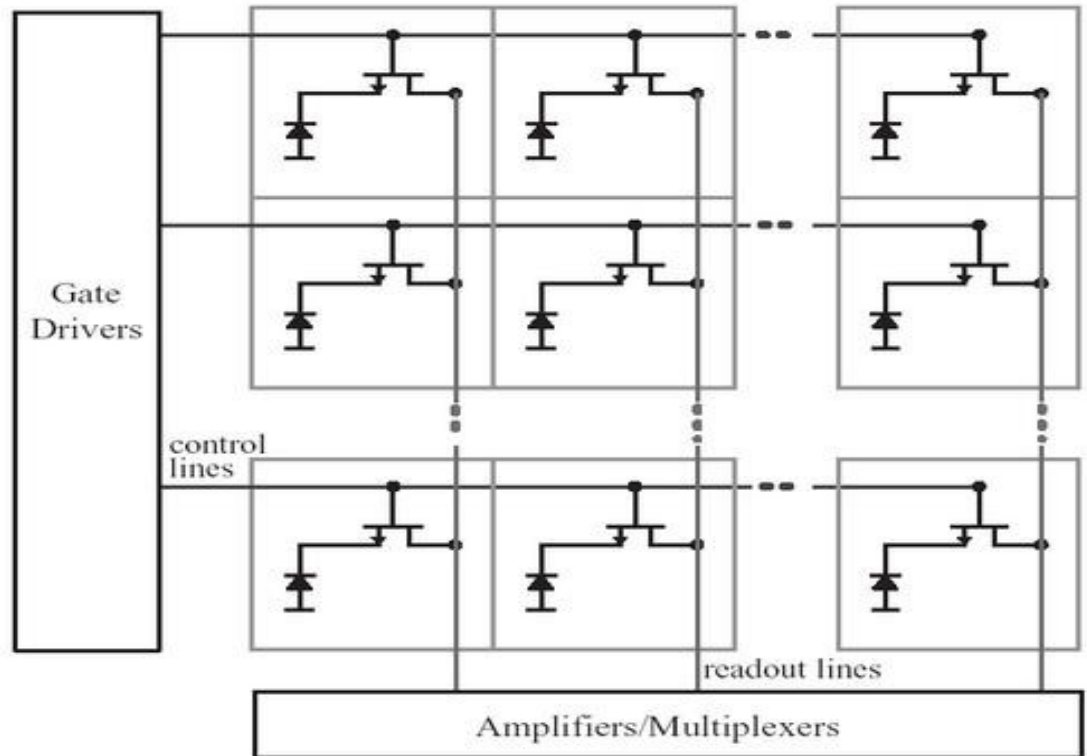 Gate
Drivers
control
lines
readout lines
Amplifiers/Multiplexers